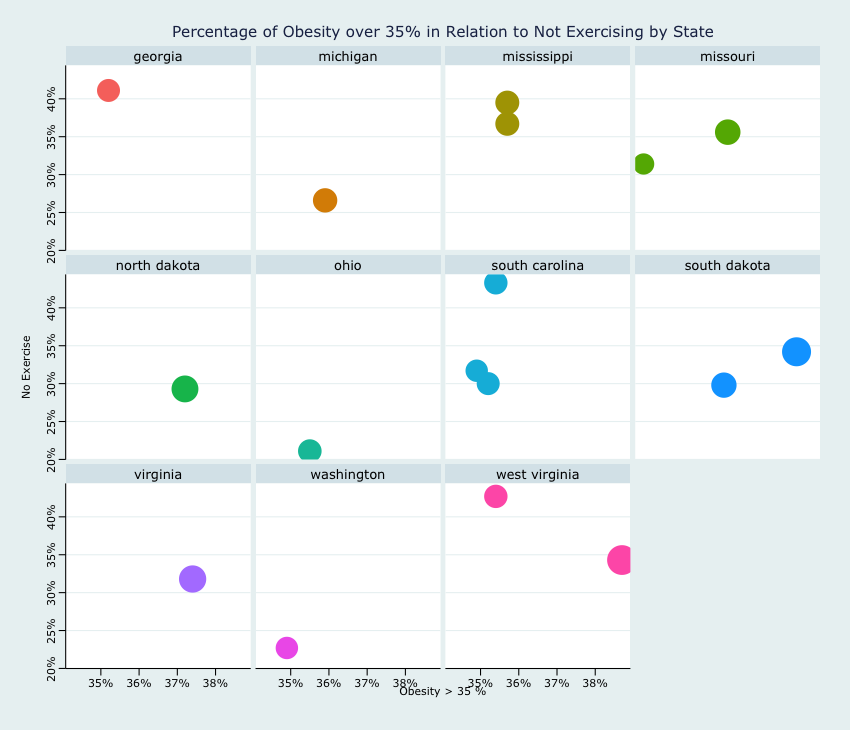 Percentage of Obesity over 35% in Relation to Not Exercising by State
georgia michigan mississippi missouri
40%
35%
30%
25%
20%
north dakota ohio south carolina south dakota
40%
35%
30%
25%
20%
No Exercise
virginia washington west virginia
40%
35%
30%
25%
20%
35% 36% 37% 38% 35% 36% 37% 38% 35% 36% 37% 38%
Obesity > 35 %